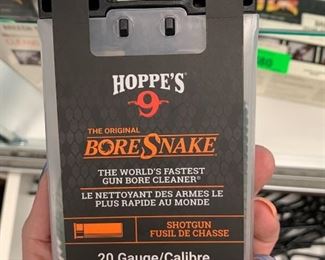 HOPPE'S
9
THE ORIGINAL
BORESNAKE
THE WORLD'S FASTEST
GUN BORE CLEANER
LE NETTOYANT DES ARMES LE
PLUS RAPIDE AU MONDE
SHOTGUN
FUSIL DE CHASSE
20 Gauge/Calibre